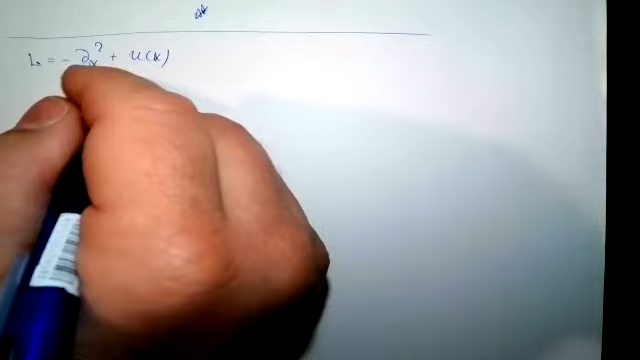 L = - ∂ₓ² + u(x)